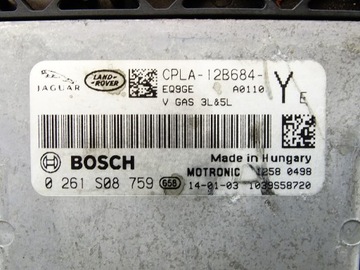 JAGUAR
LAND-ROVER
CPLA-12B684-
Y E
EQ9GE A0110
V GAS 3L&5L
BOSCH
Made in Hungary
MOTRONIC 1258 0498
0 261 S08 759 658 14-01-03 1039S58720